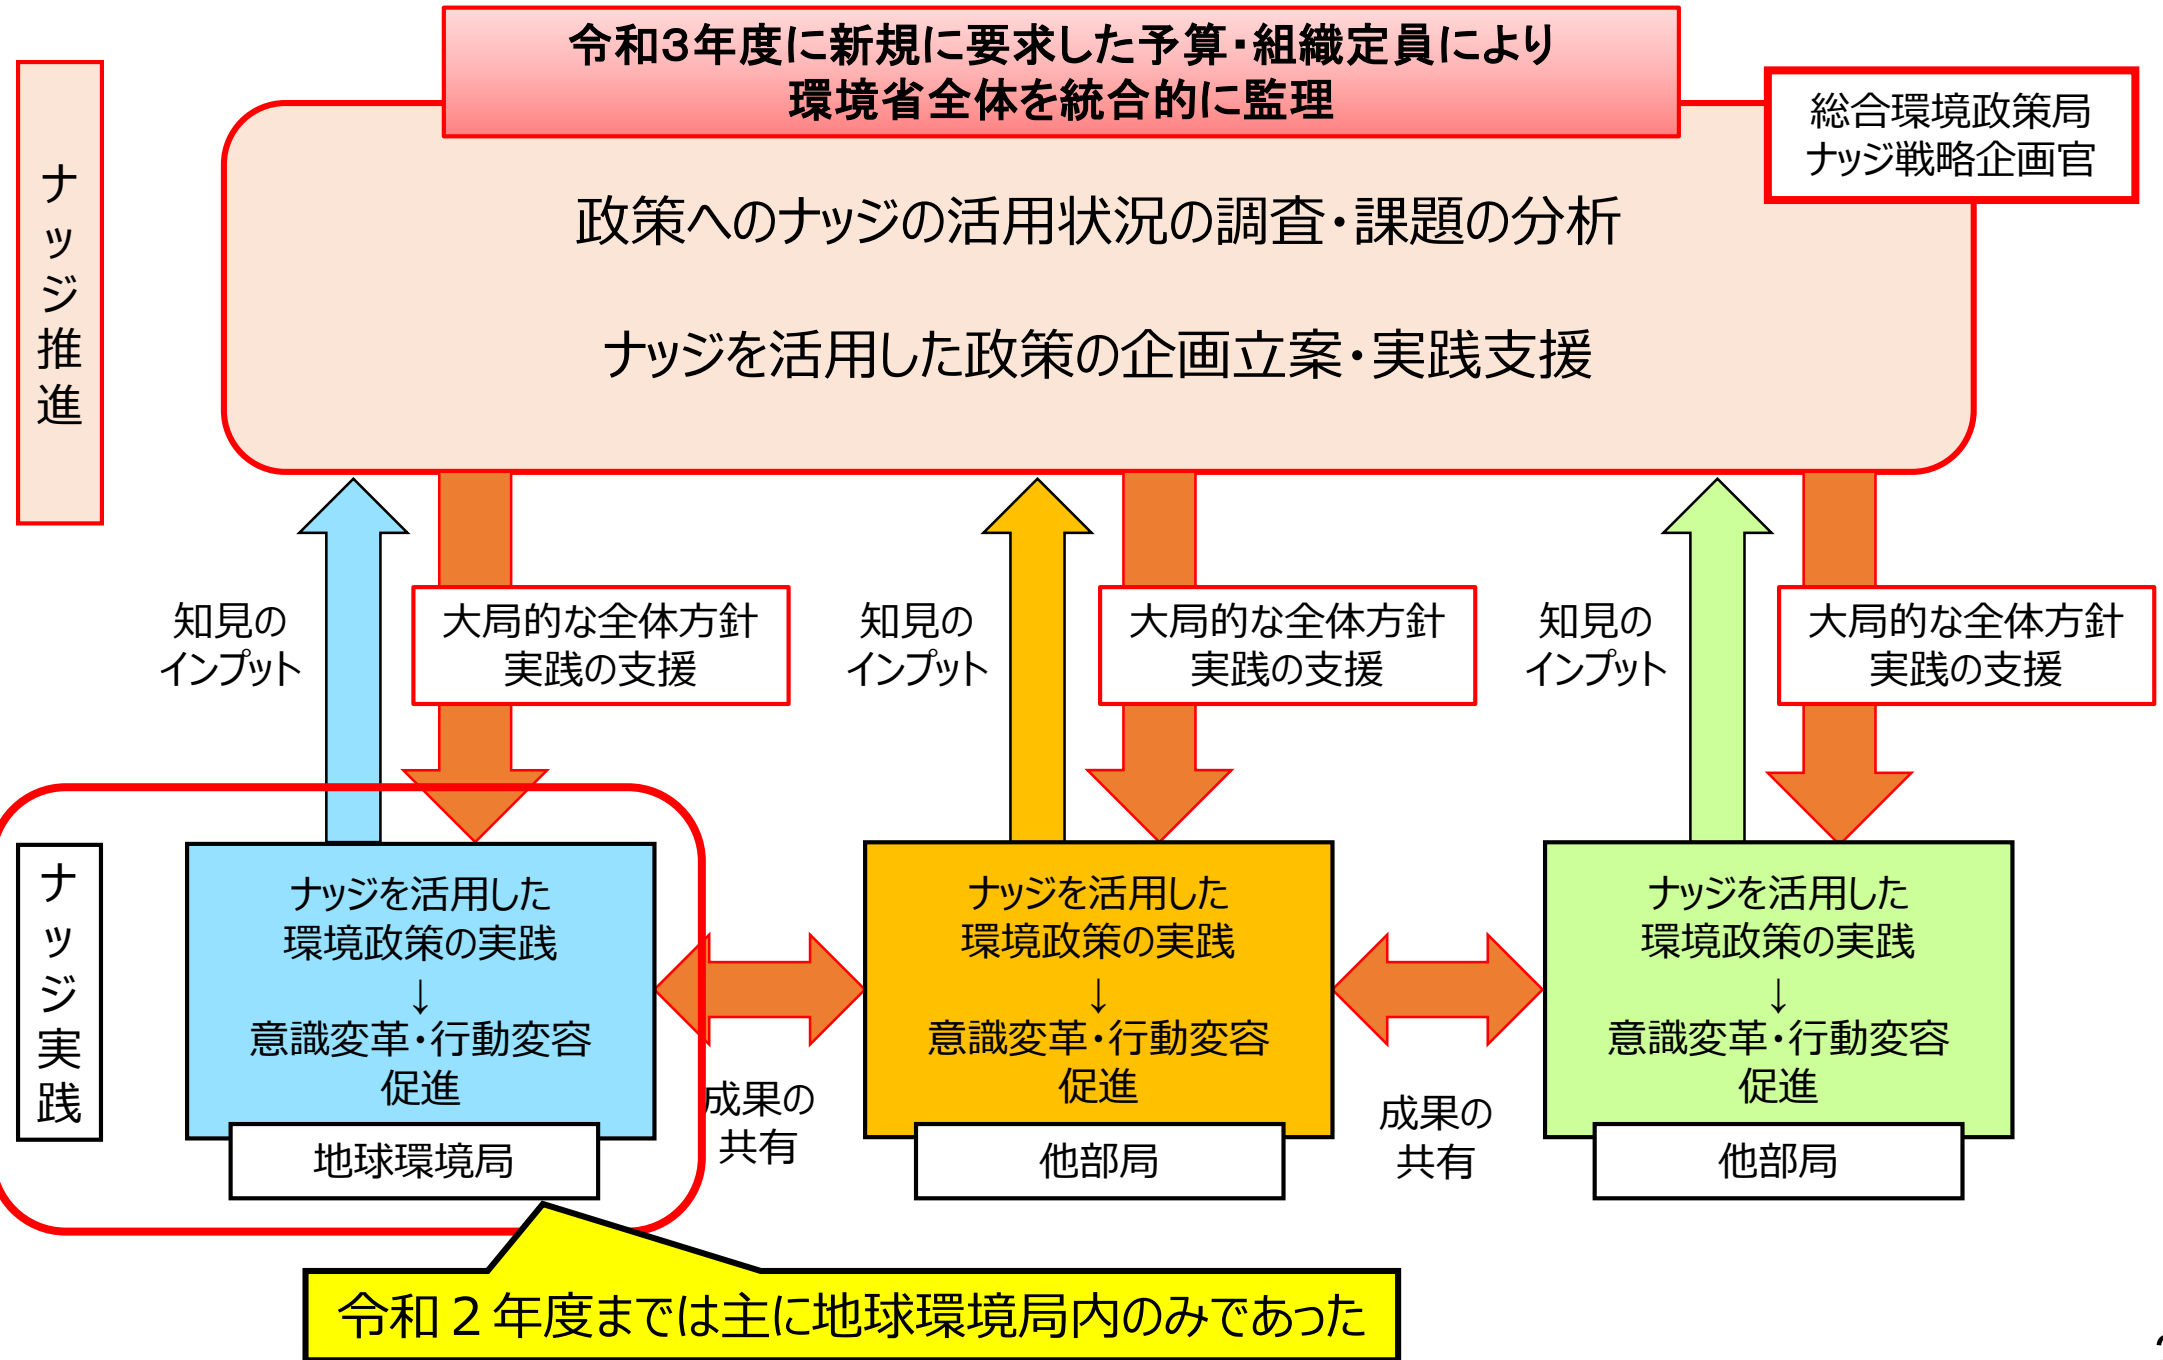 令和3年度に新規に要求した予算・組織定員により
環境省全体を統合的に監理
総合環境政策局
ナッジ戦略企画官
ナッジ推進
政策へのナッジの活用状況の調査・課題の分析
ナッジを活用した政策の企画立案・実践支援
知見の
インプット
大局的な全体方針
実践の支援
知見の
インプット
大局的な全体方針
実践の支援
知見の
インプット
大局的な全体方針
実践の支援
ナッジ実践
ナッジを活用した
環境政策の実践
↓
意識変革・行動変容
促進
地球環境局
成果の
共有
ナッジを活用した
環境政策の実践
↓
意識変革・行動変容
促進
他部局
成果の
共有
ナッジを活用した
環境政策の実践
↓
意識変革・行動変容
促進
他部局
令和２年度までは主に地球環境局内のみであった